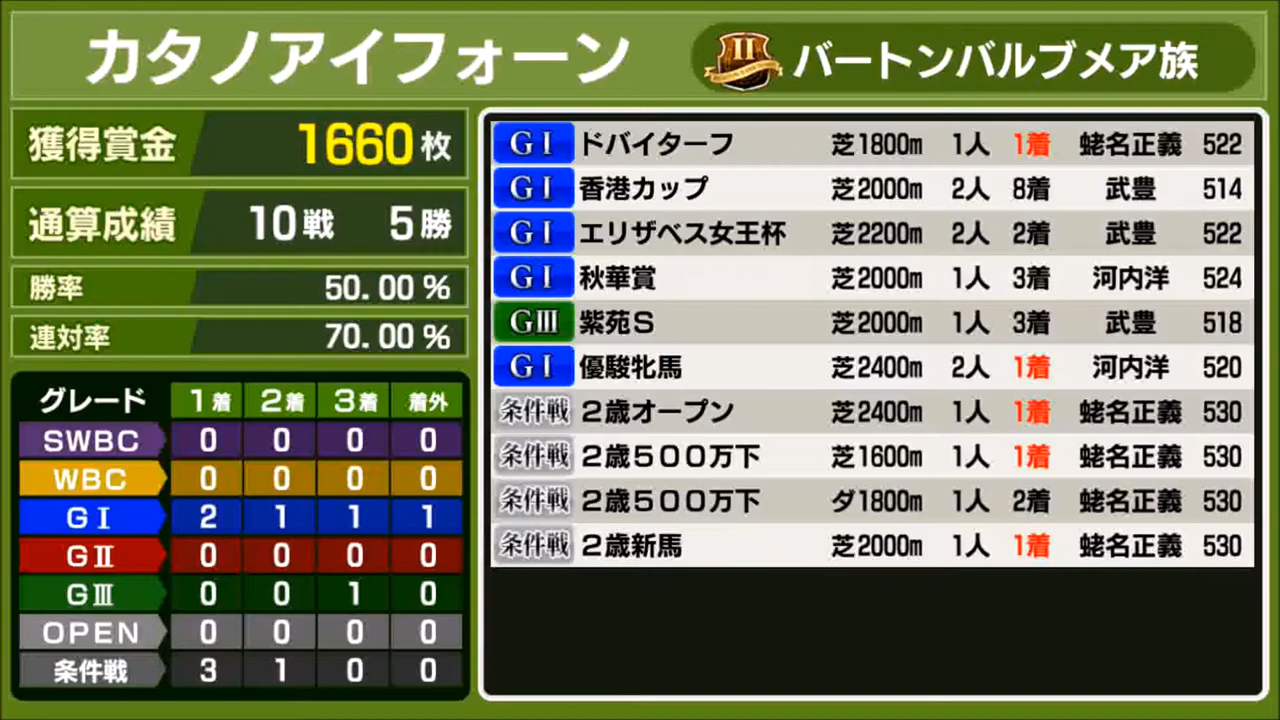 カタノアイフォーン
II バートンバルブメア族
獲得賞金 1660枚
通算成績 10戦 5勝
勝率 50.00%
連対率 70.00%
グレード 1着 2着 3着 着外
SWBC 0 0 0 0
WBC 0 0 0 0
GⅠ 2 1 1 1
GⅡ 0 0 0 0
GⅢ 0 0 1 0
OPEN 0 0 0 0
条件戦 3 1 0 0
GⅠ ドバイターフ 芝1800m 1人 1着 蛯名正義 522
GⅠ 香港カップ 芝2000m 2人 8着 武豊 514
GⅠ エリザベス女王杯 芝2200m 2人 2着 武豊 522
GⅠ 秋華賞 芝2000m 1人 3着 河内洋 524
GⅢ 紫苑S 芝2000m 1人 3着 武豊 518
GⅠ 優駿牝馬 芝2400m 2人 1着 河内洋 520
条件戦 2歳オープン 芝2400m 1人 1着 蛯名正義 530
条件戦 2歳500万下 芝1600m 1人 1着 蛯名正義 530
条件戦 2歳500万下 ダ1800m 1人 2着 蛯名正義 530
条件戦 2歳新馬 芝2000m 1人 1着 蛯名正義 530